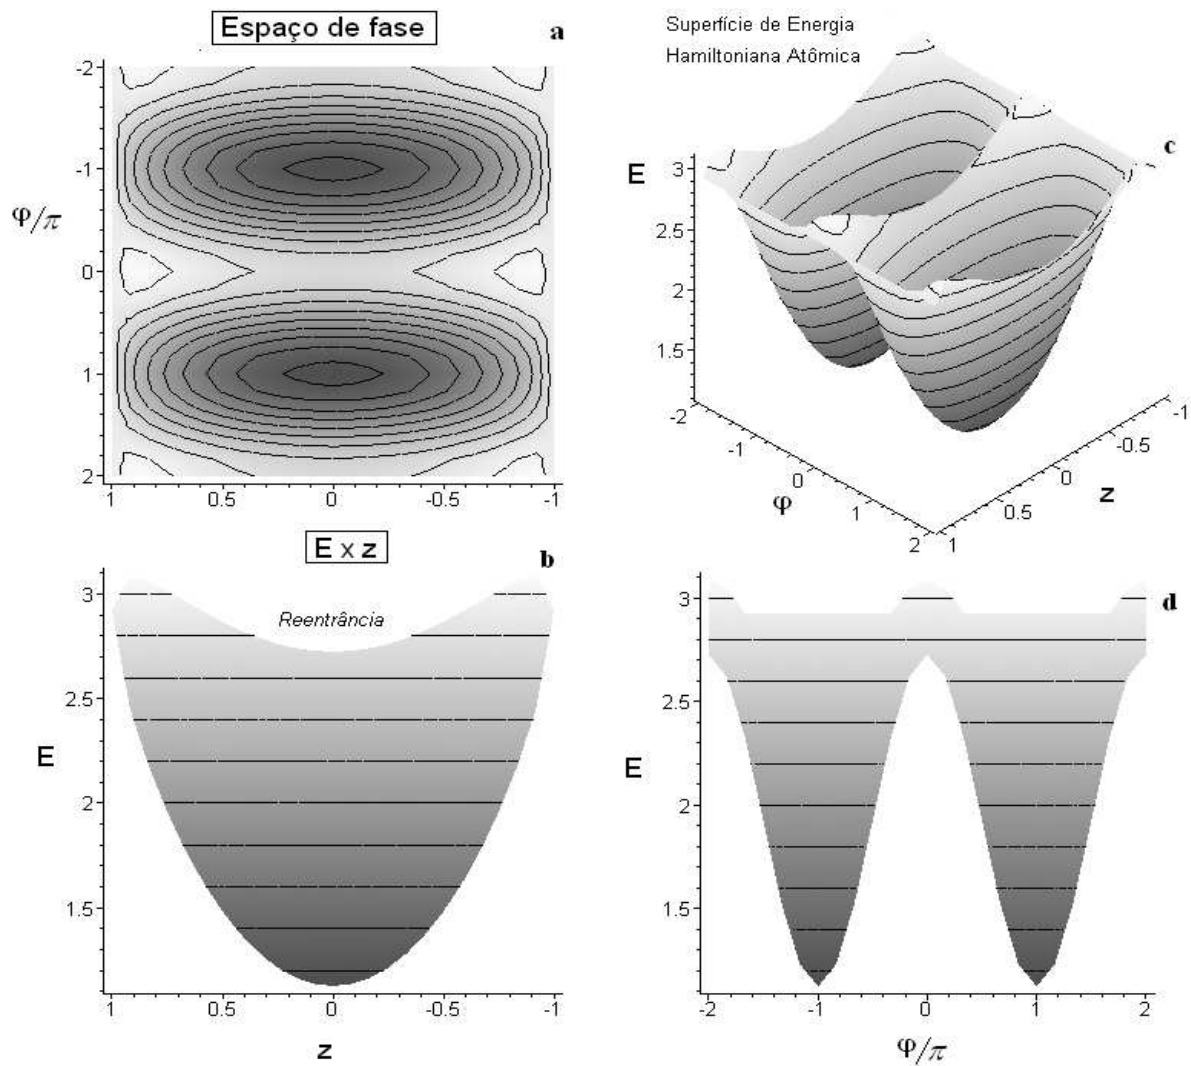 Espaço de fase
a
-2
-1
φ/π
0
1
2
1 0.5 0 -0.5 -1
Superfície de Energia
Hamiltoniana Atômica
c
E
3
2.5
2
1.5
-2 -1 0 1 2
φ
-1 -0.5 0 0.5 1
z
E x z
b
Reentrância
3
2.5
E
2
1.5
1 0.5 0 -0.5 -1
z
d
3
2.5
E
2
1.5
-2 -1 0 1 2
φ/π